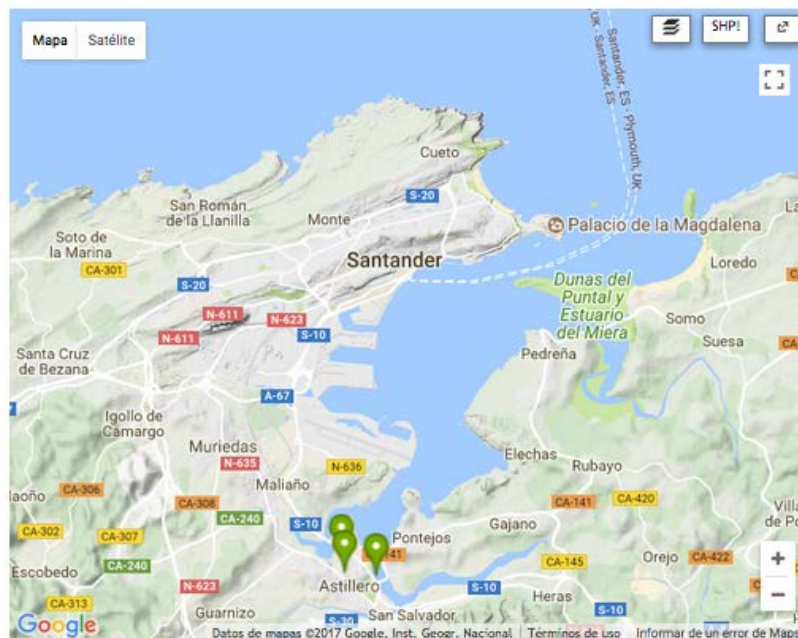 Mapa
Satélite
SHP!
Santander, ES - Plymouth, UK
UK - Santander, ES
Cueto
S-20
San Román
de la Llanilla
Monte
Palacio de la Magdalena
Soto de
la Marina
CA-301
Santander
Loredo
S-20
Dunas del
Puntal y
Estuario
del Miera
N-611
N-623
N-611
S-10
Somo
Suesa
Santa Cruz
de Bezana
Pedreña
A-67
Igollo de
Camargo
Muriedas
Elechas
N-635
N-636
Rubayo
Maliaño
CA-306
CA-308
CA-141
CA-420
CA-240
S-10
Gajano
CA-302
CA-307
Pontejos
CA-240
CA-145
Orejo
CA-422
Escobedo
Astillero
S-10
N-623
Heras
CA-313
Guarnizo
San Salvador
S-10
S-30
Google
Datos de mapas ©2017 Google, Inst. Geogr. Nacional
Términos de uso
Informar de un error de Maps